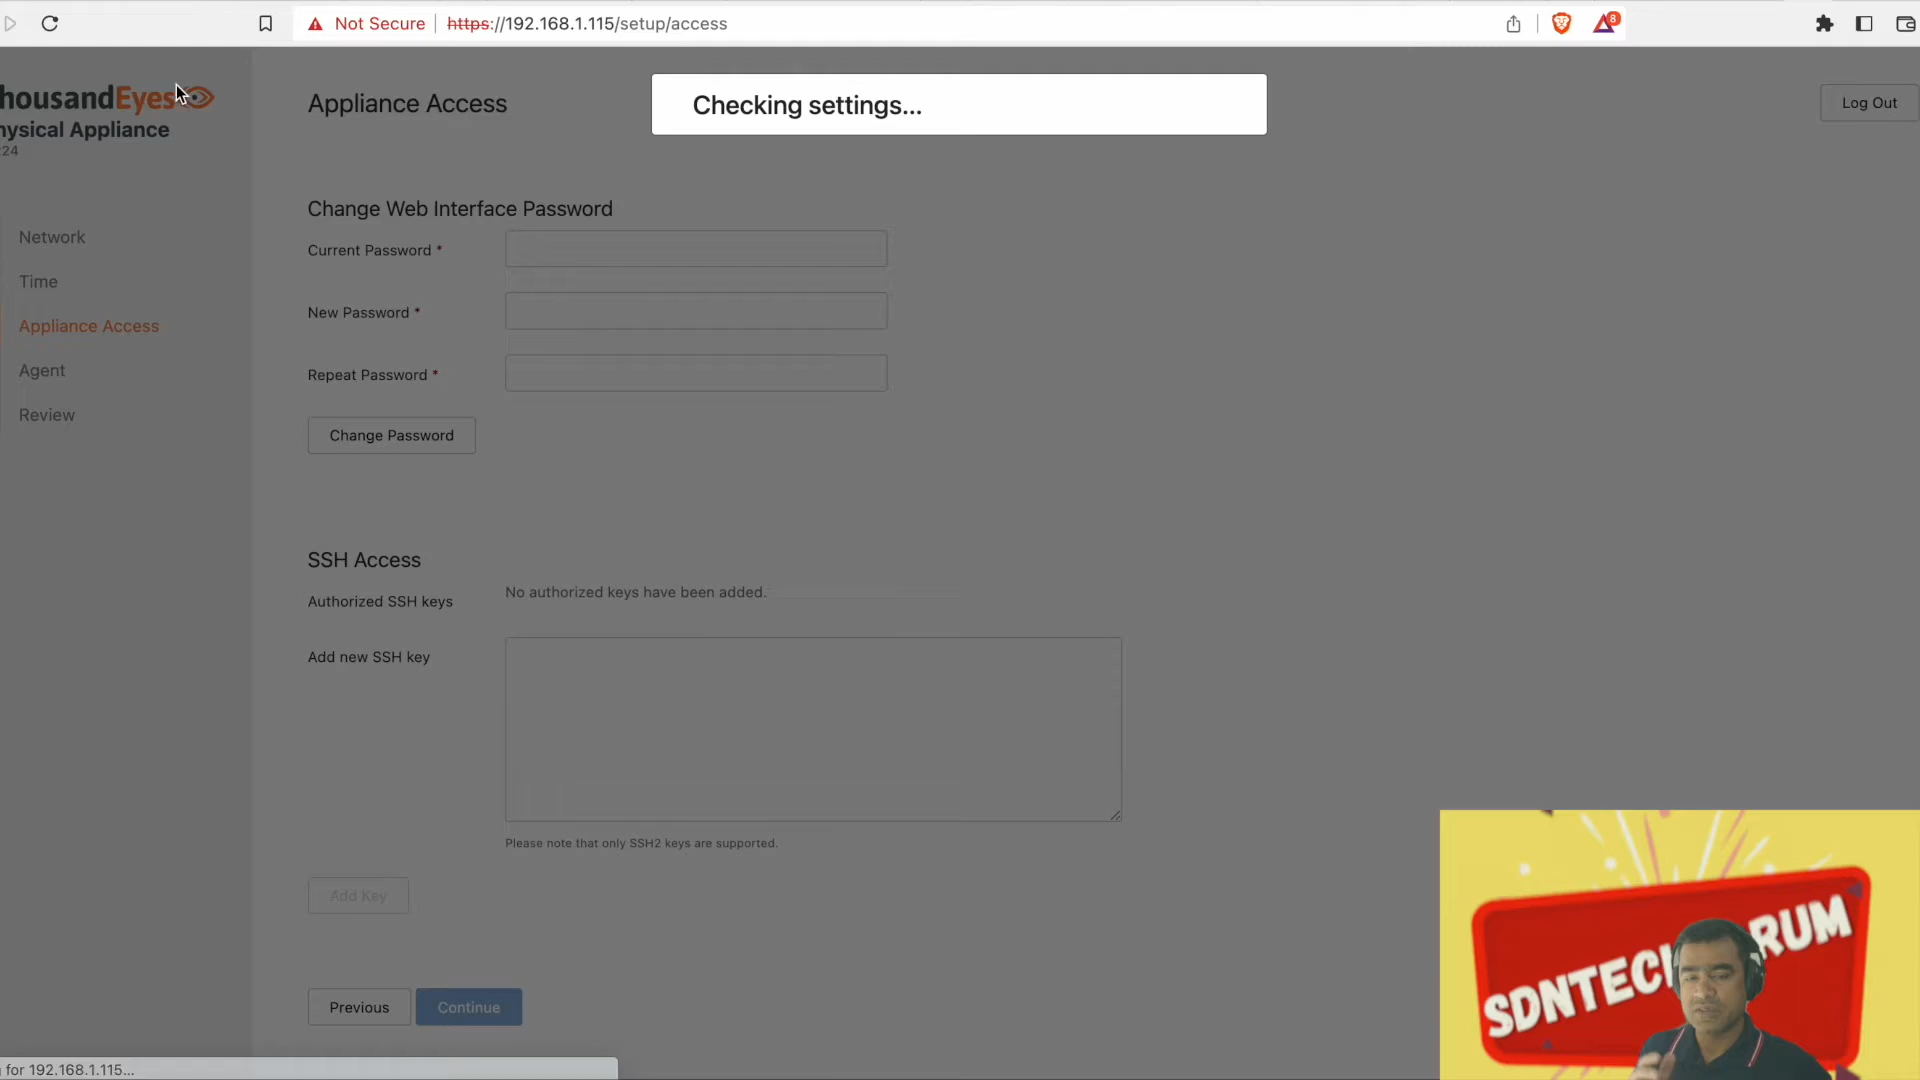 Not Secure https://192.168.1.115/setup/access 8
housandEyes
hysical Appliance
24
Appliance Access
Checking settings...
Log Out
Network
Time
Appliance Access
Agent
Review
Change Web Interface Password
Current Password *
New Password *
Repeat Password *
Change Password
SSH Access
Authorized SSH keys
No authorized keys have been added.
Add new SSH key
Please note that only SSH2 keys are supported.
Add Key
Previous
Continue
for 192.168.1.115...
SDNTEC RUM